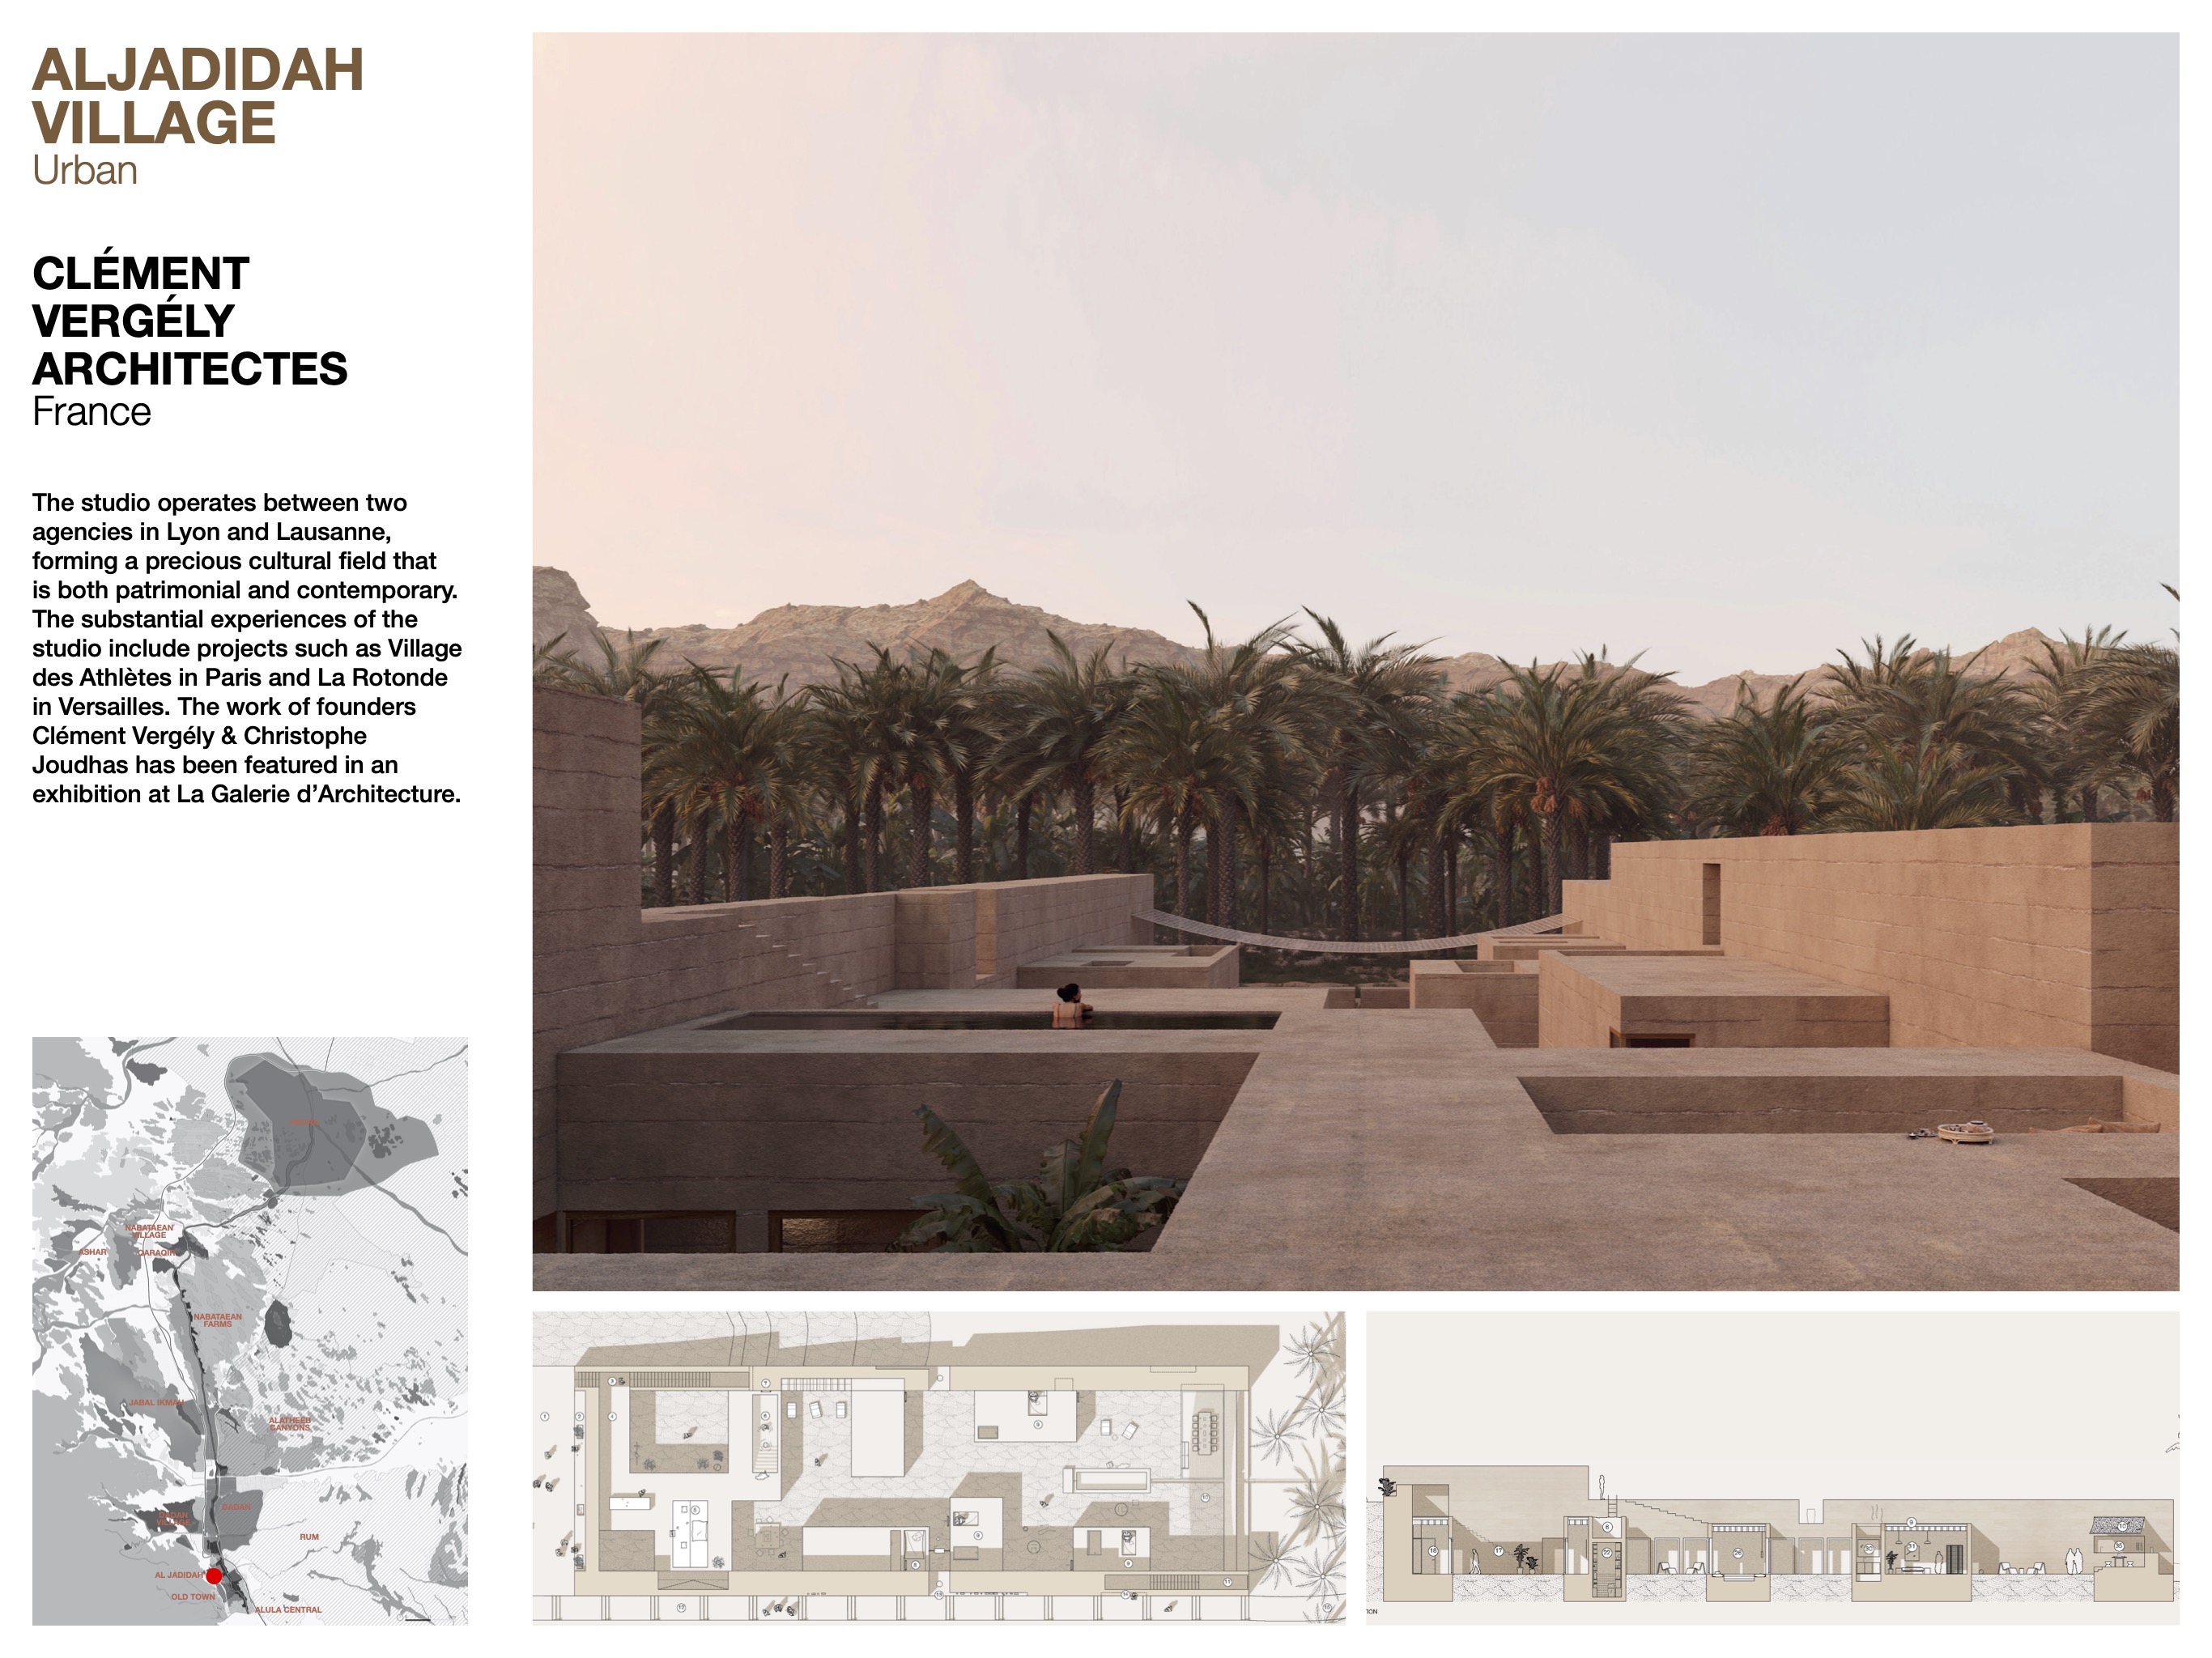 ALJADIDAH
VILLAGE
Urban
CLÉMENT
VERGÉLY
ARCHITECTES
France
The studio operates between two
agencies in Lyon and Lausanne,
forming a precious cultural field that
is both patrimonial and contemporary.
The substantial experiences of the
studio include projects such as Village
des Athlètes in Paris and La Rotonde
in Versailles. The work of founders
Clément Vergély & Christophe
Joudhas has been featured in an
exhibition at La Galerie d’Architecture.
NABATAEAN
VILLAGE
ASHAR
QARAQIR
NABATAEAN
FARMS
JABAL IKMAH
ALATHEEB
CANYONS
DADAN
DADAN
VILLAGE
RUM
AL JADIDAH
OLD TOWN
ALULA CENTRAL